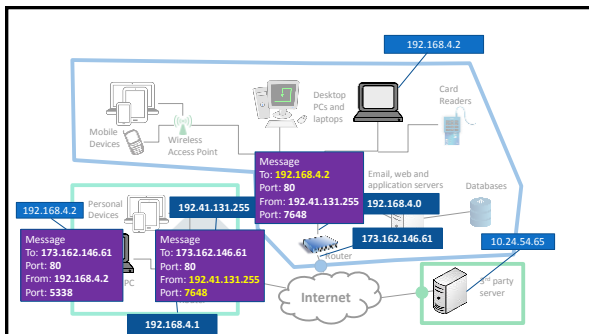 192.168.4.2
Desktop
PCs and
laptops
Card
Readers
Mobile
Devices
Wireless
Access Point
Message
To: 192.168.4.2
Port: 80
From: 192.41.131.255
Port: 7648
Email, web and
application servers
Databases
Personal
Devices
192.41.131.255
192.168.4.0
192.168.4.2
173.162.146.61
10.24.54.65
Message
To: 173.162.146.61
Port: 80
From: 192.168.4.2
Port: 5338
PC
Message
To: 173.162.146.61
Port: 80
From: 192.41.131.255
Port: 7648
Router
Internet
3rd party
server
192.168.4.1